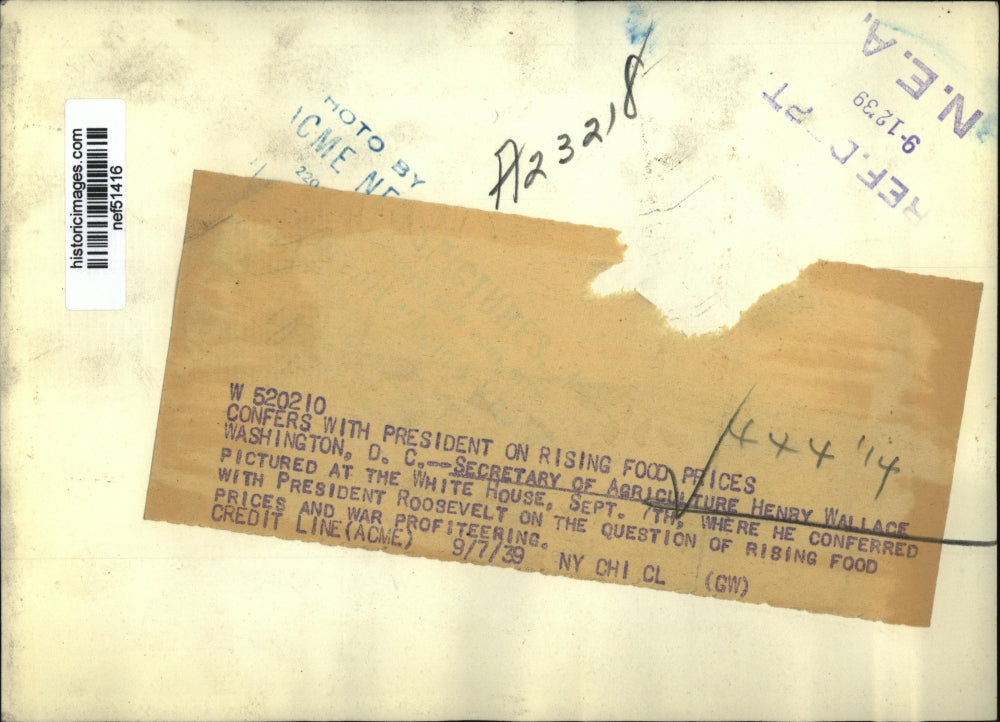 N.E.A.
9-12-39
REF. D PT.
A23218
PHOTO BY
ACME NE
220
historicimages.com
nef51416
PICTURES
W 520210
CONFERS WITH PRESIDENT ON RISING FOOD PRICES
WASHINGTON, D. C.--SECRETARY OF AGRICULTURE HENRY WALLACE
PICTURED AT THE WHITE HOUSE, SEPT. 7TH, WHERE HE CONFERRED
WITH PRESIDENT ROOSEVELT ON THE QUESTION OF RISING FOOD
PRICES AND WAR PROFITEERING.
CREDIT LINE(ACME) 9/7/39 NY CHI CL (GW)
444 '14